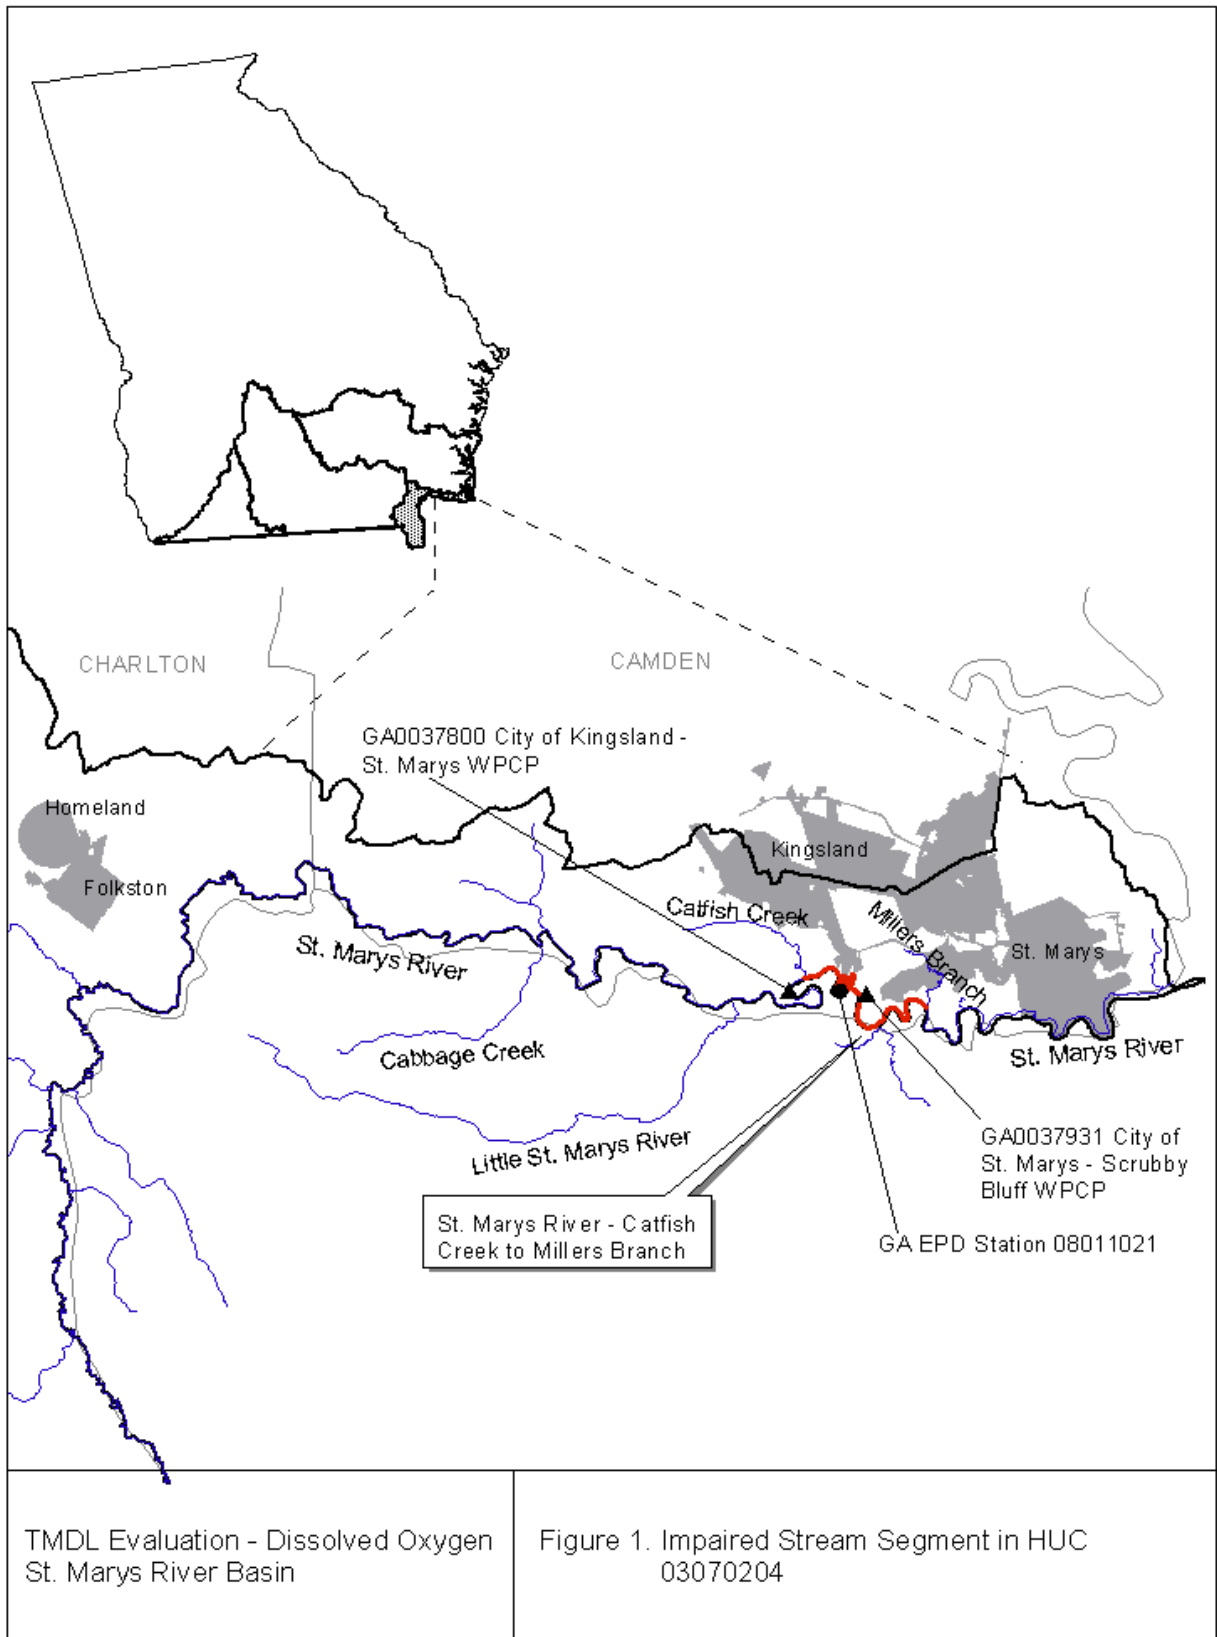 CHARLTON
CAMDEN
GA0037800 City of Kingsland -
St. Marys WPCP
Homeland
Folkston
Kingsland
Catfish Creek
Millers Branch
St. Marys
St. Marys River
St. Marys River
Cabbage Creek
Little St. Marys River
GA0037931 City of
St. Marys - Scrubby
Bluff WPCP
St. Marys River - Catfish
Creek to Millers Branch
GA EPD Station 08011021
TMDL Evaluation - Dissolved Oxygen
St. Marys River Basin
Figure 1. Impaired Stream Segment in HUC
03070204